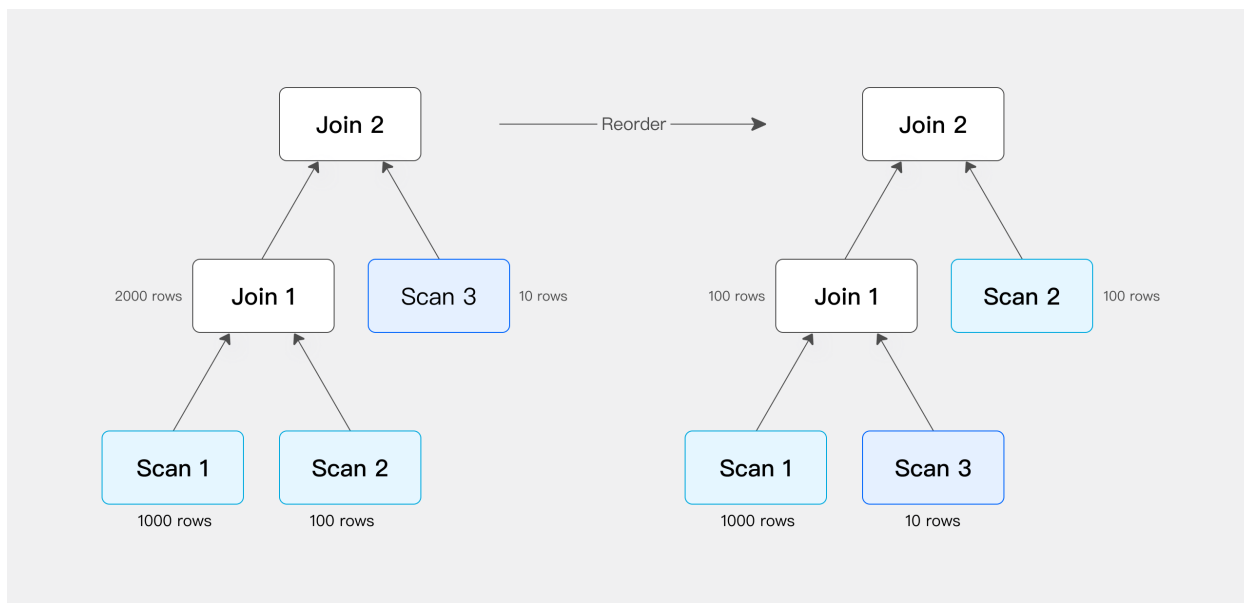 Join 2
Reorder
Join 2
2000 rows
Join 1
Scan 3
10 rows
100 rows
Join 1
Scan 2
100 rows
Scan 1
Scan 2
Scan 1
Scan 3
1000 rows
100 rows
1000 rows
10 rows